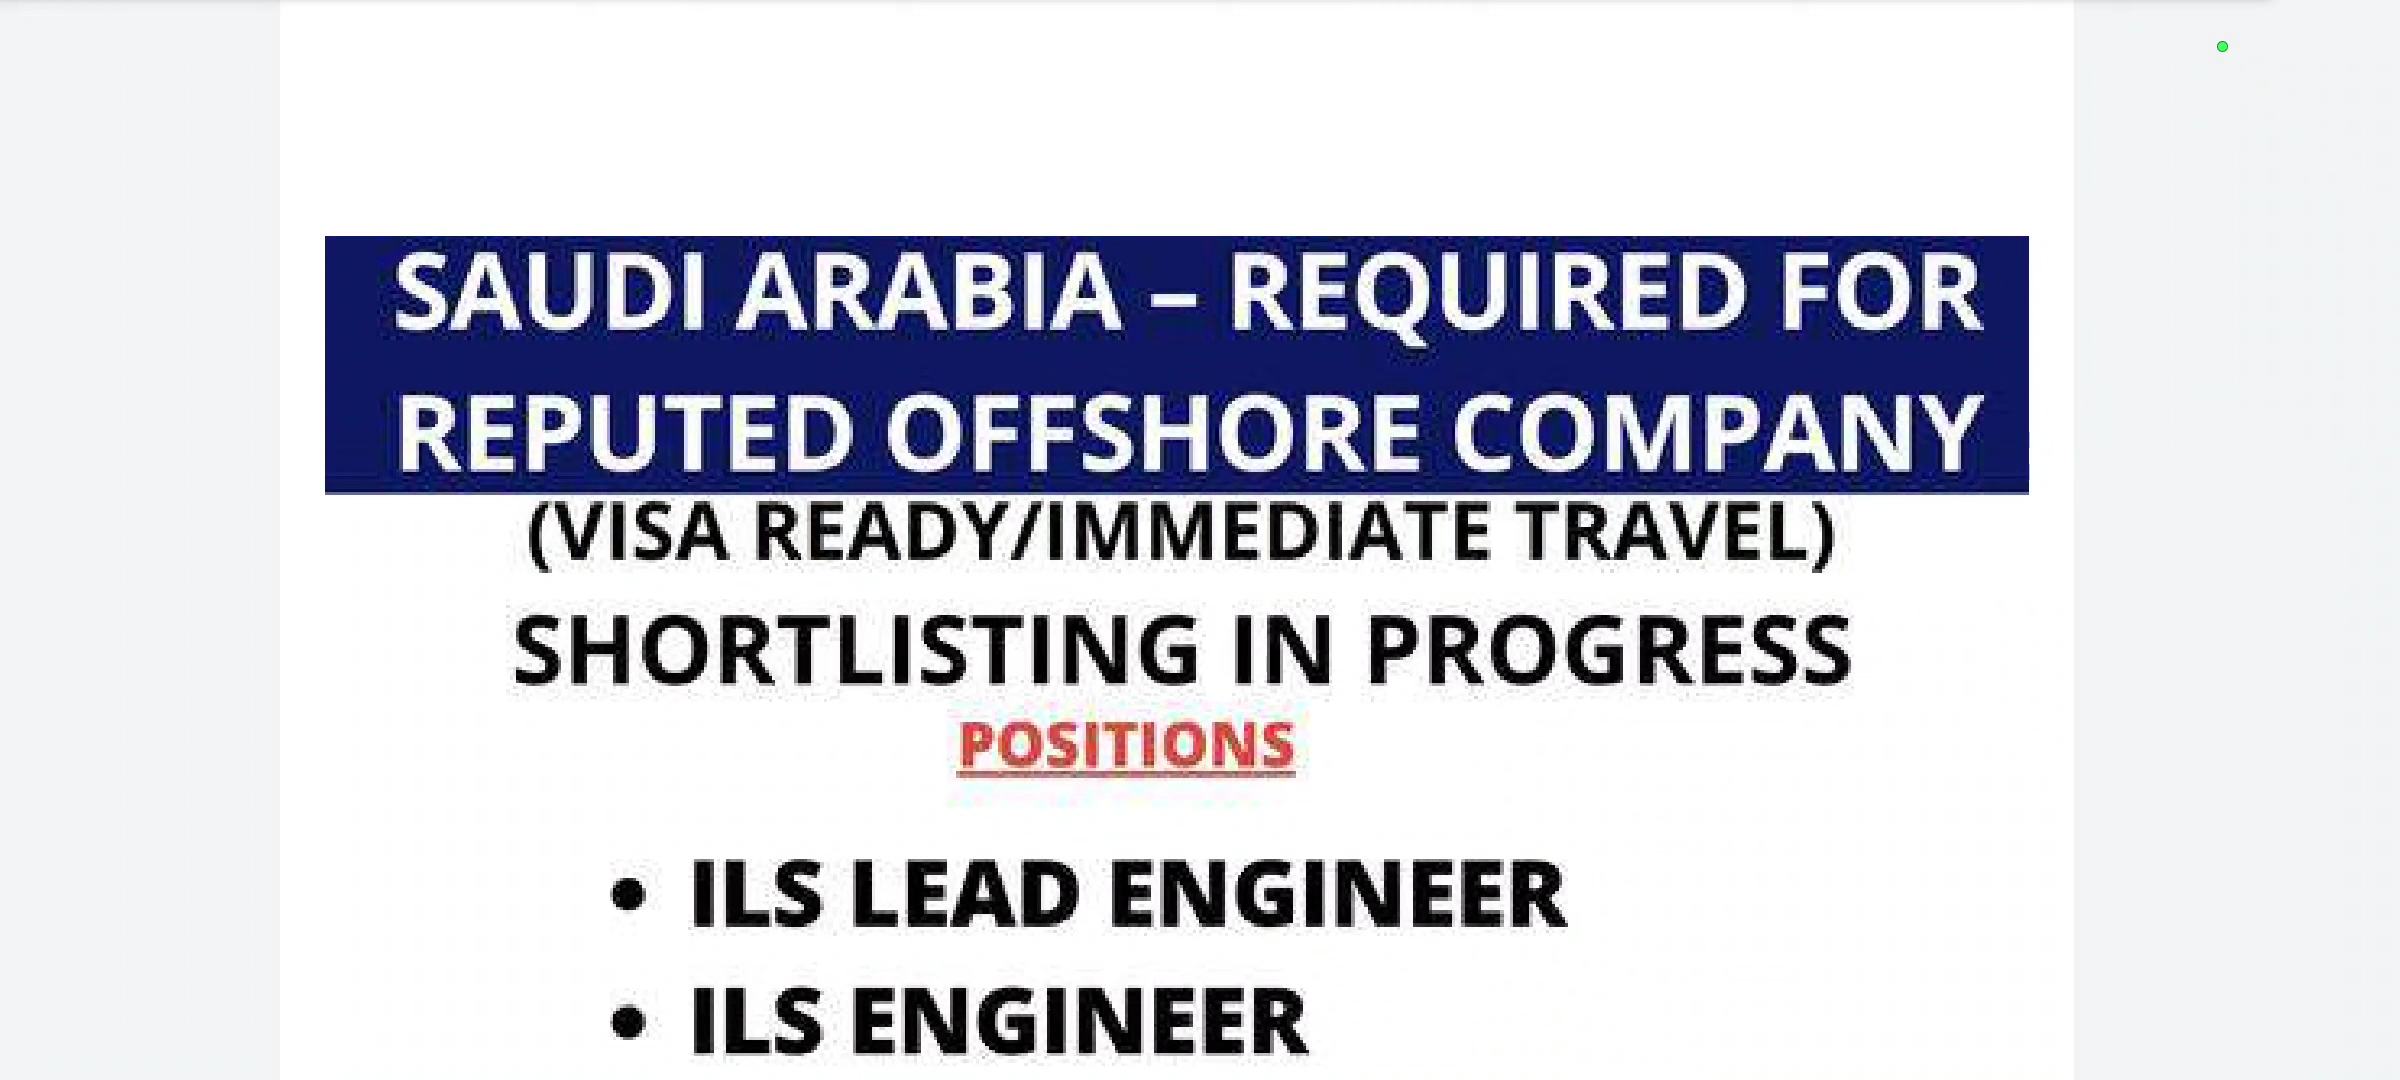 SAUDI ARABIA – REQUIRED FOR
REPUTED OFFSHORE COMPANY
(VISA READY/IMMEDIATE TRAVEL)
SHORTLISTING IN PROGRESS
POSITIONS
• ILS LEAD ENGINEER
• ILS ENGINEER